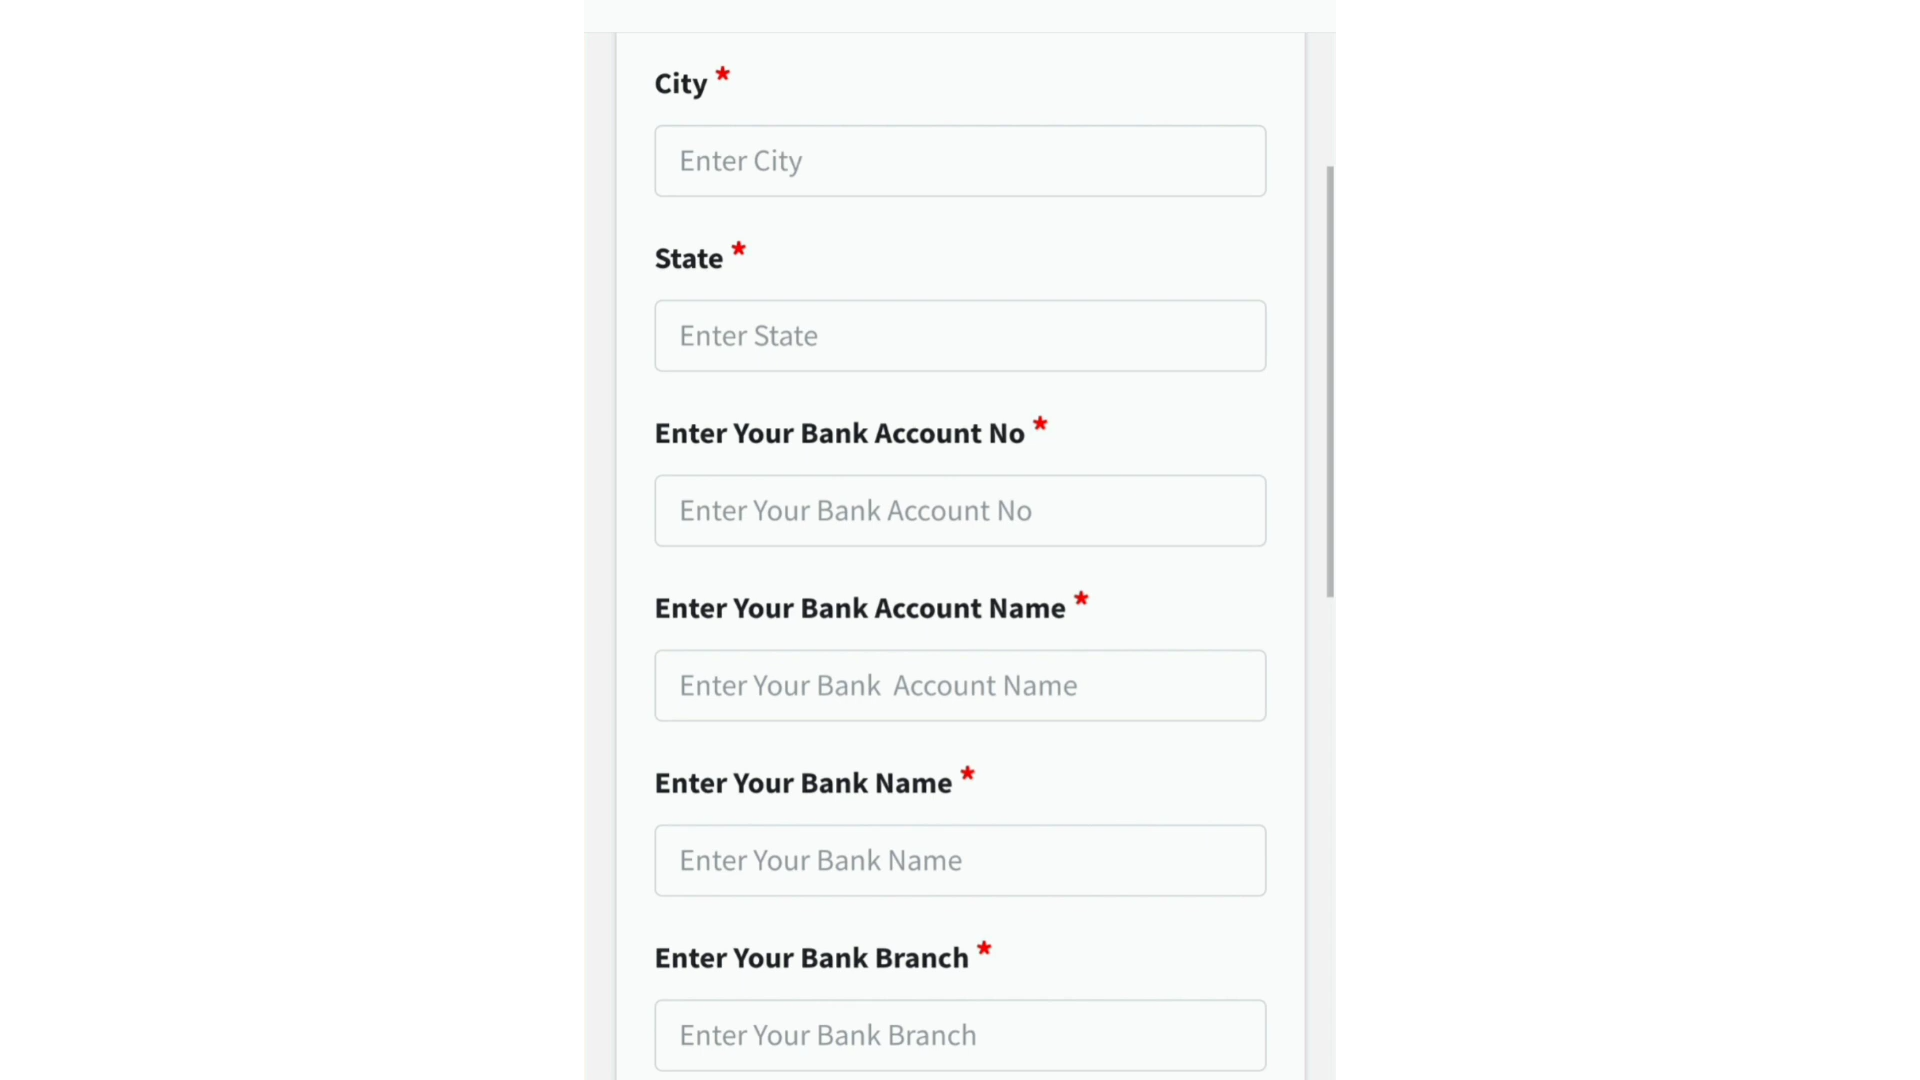 City *
Enter City
State *
Enter State
Enter Your Bank Account No *
Enter Your Bank Account No
Enter Your Bank Account Name *
Enter Your Bank  Account Name
Enter Your Bank Name *
Enter Your Bank Name
Enter Your Bank Branch *
Enter Your Bank Branch